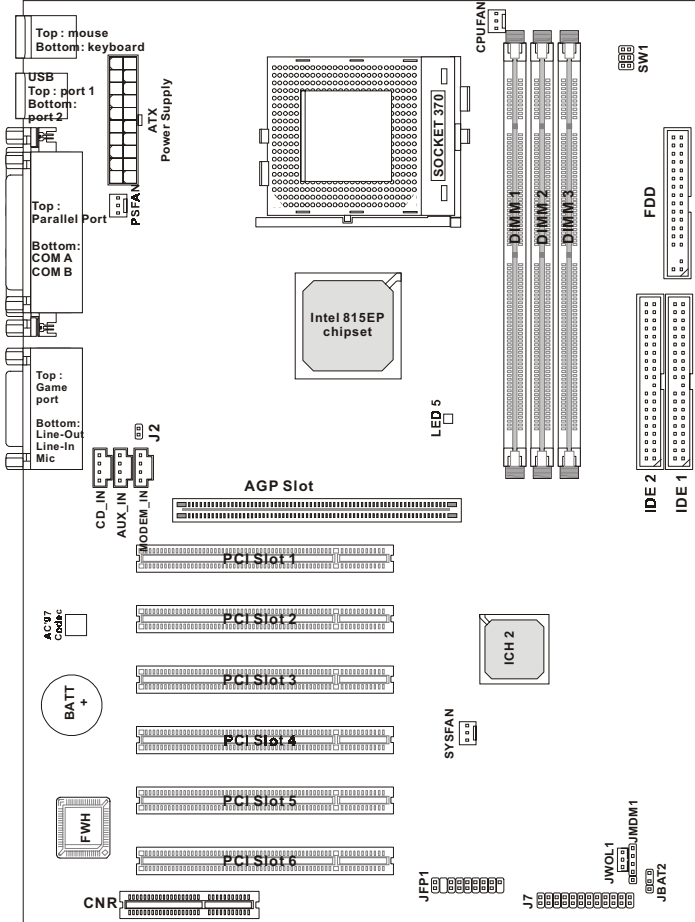 Top : mouse
Bottom: keyboard
USB
Top : port 1
Bottom:
port 2
Top :
Parallel Port
Bottom:
COM A
COM B
Top :
Game
port
Bottom:
Line-Out
Line-In
Mic
ATX
Power Supply
PSFAN
SOCKET 370
CPUFAN
DIMM 1
DIMM 2
DIMM 3
SW1
FDD
Intel 815EP
chipset
LED 5
IDE 2
IDE 1
J2
CD_IN
AUX_IN
MODEM_IN
AGP Slot
PCI Slot 1
PCI Slot 2
PCI Slot 3
PCI Slot 4
PCI Slot 5
PCI Slot 6
AC'97
Codec
BATT
+
FWH
CNR
ICH 2
SYSFAN
JFP1
J7
JWOL1
JMDM1
JBAT2